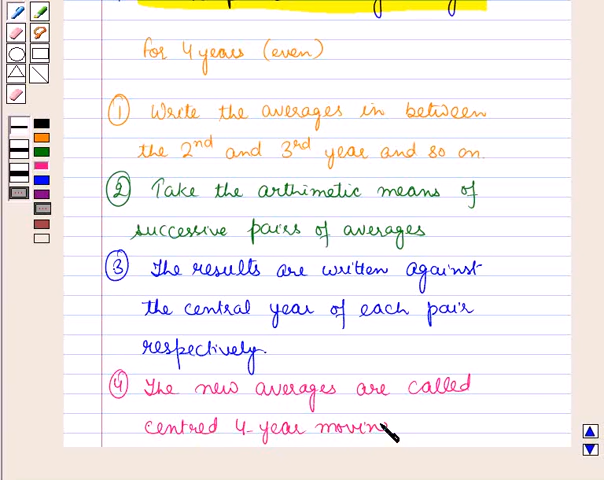 for 4 years (even)
① Write the averages in between
the 2nd and 3rd year and so on.
② Take the arthimetic means of
successive pairs of averages
③ The results are written against
the central year of each pair
respectively.
④ The new averages are called
centred 4-year movin